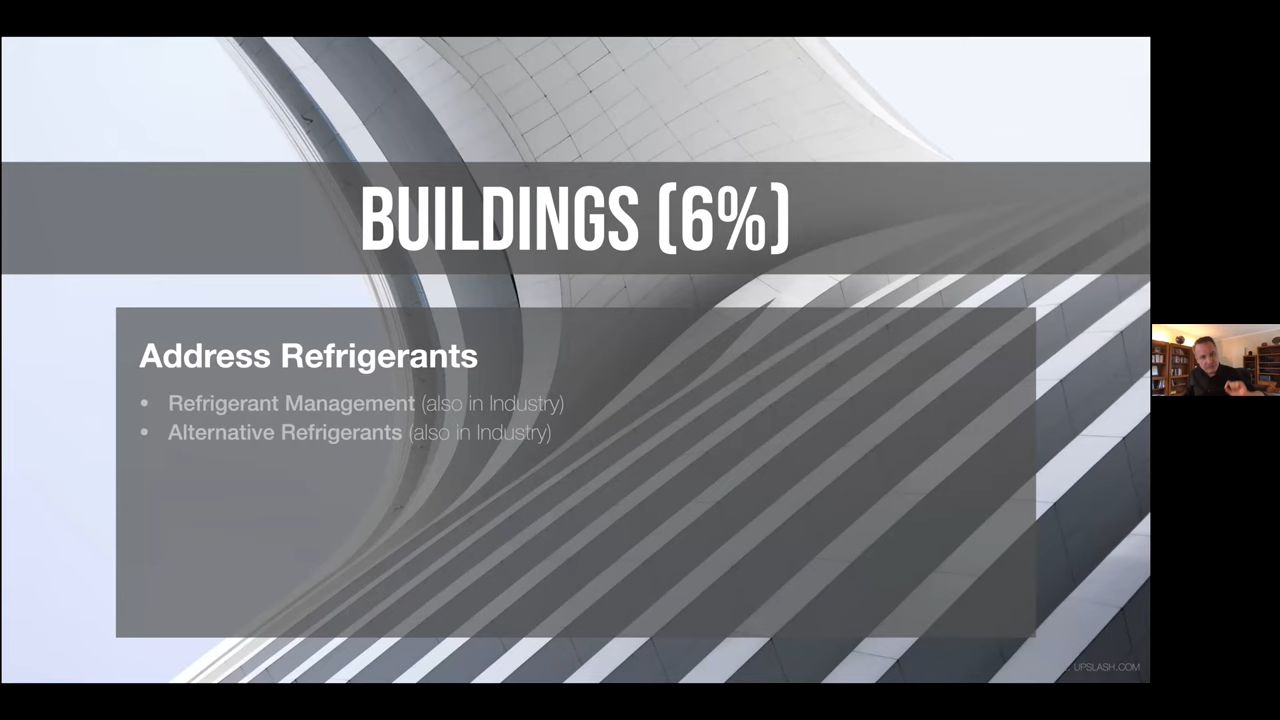 BUILDINGS (6%)
Address Refrigerants
• Refrigerant Management (also in Industry)
• Alternative Refrigerants (also in Industry)
UPSLASH.COM